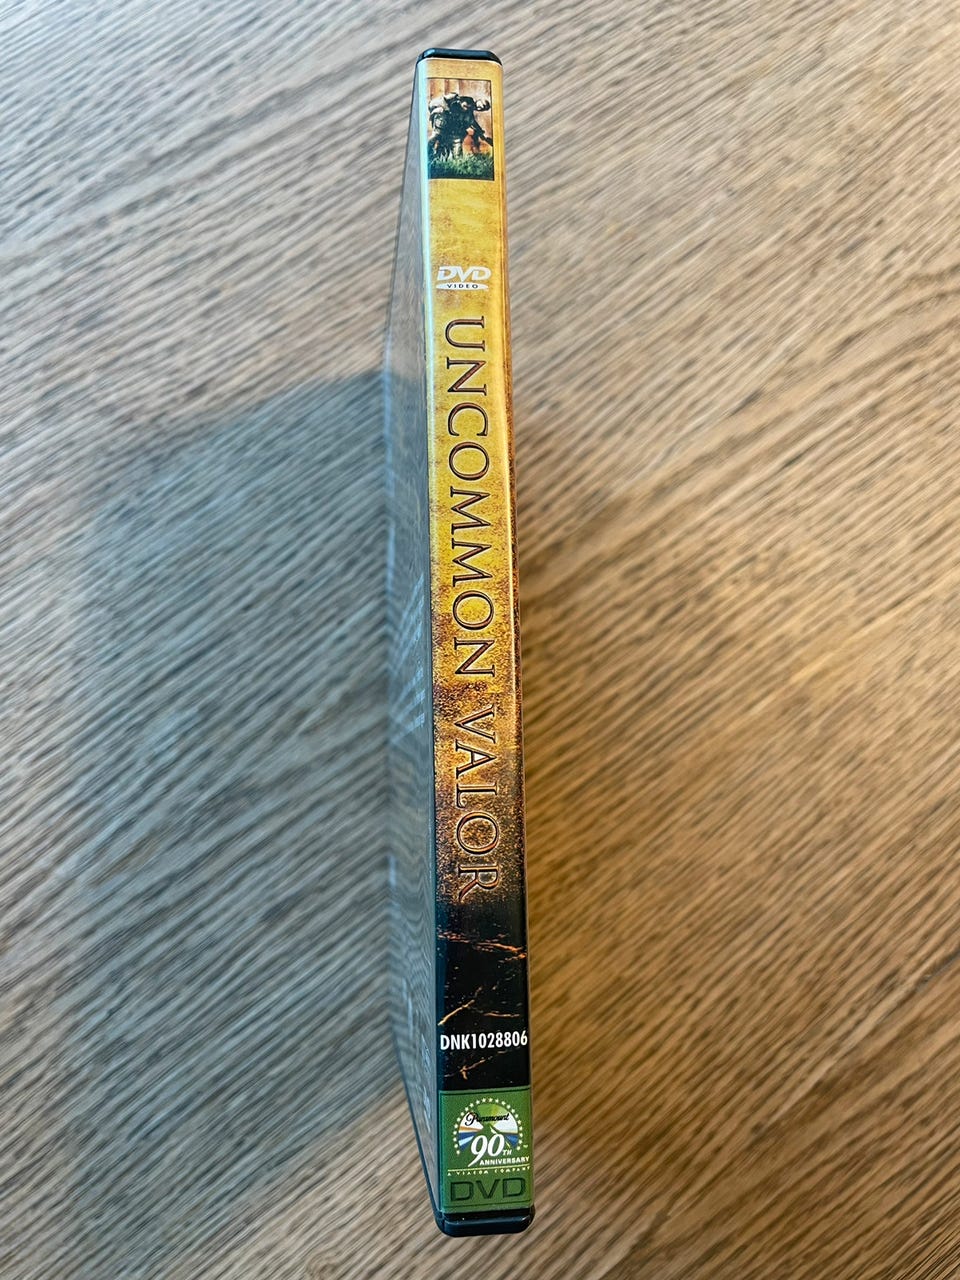 DVD
VIDEO
UNCOMMON VALOR
DNK1028806
Paramount
90TH
ANNIVERSARY
A VIACOM COMPANY
DVD